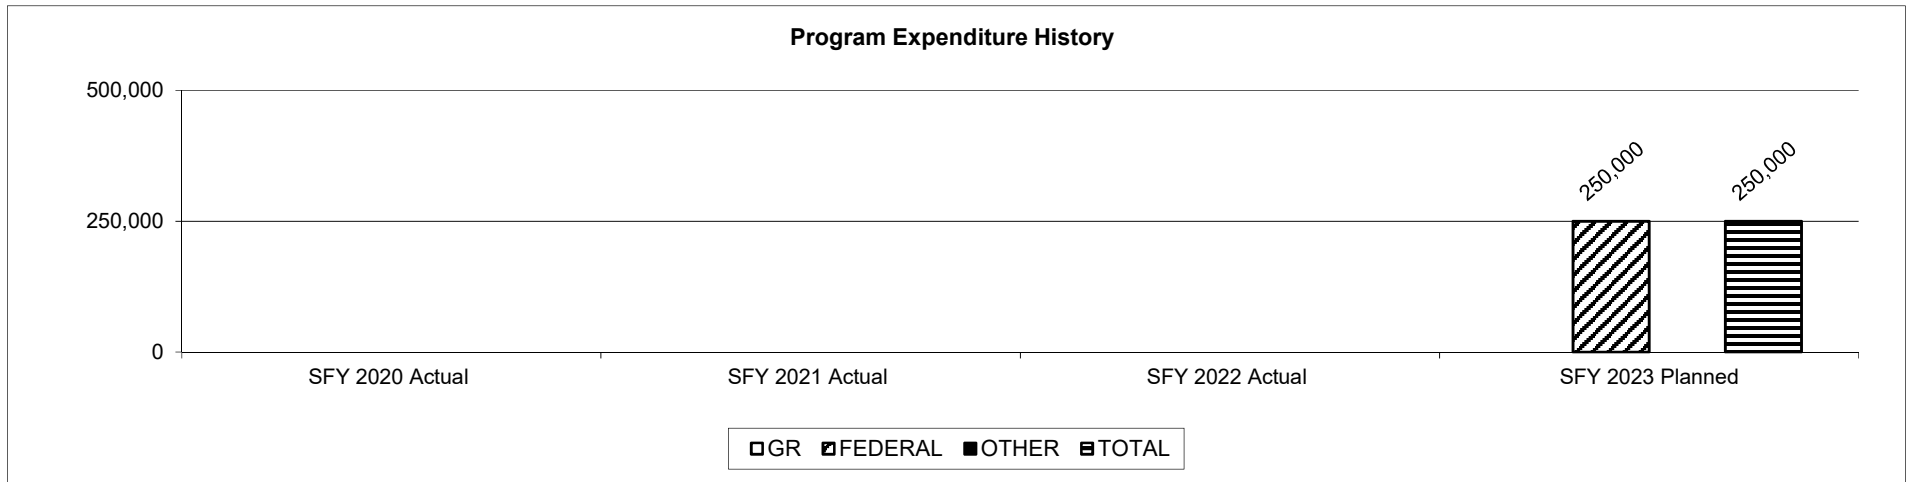 Program Expenditure History
500,000
250,000
0
250,000
250,000
SFY 2020 Actual
SFY 2021 Actual
SFY 2022 Actual
SFY 2023 Planned
GR FEDERAL OTHER TOTAL